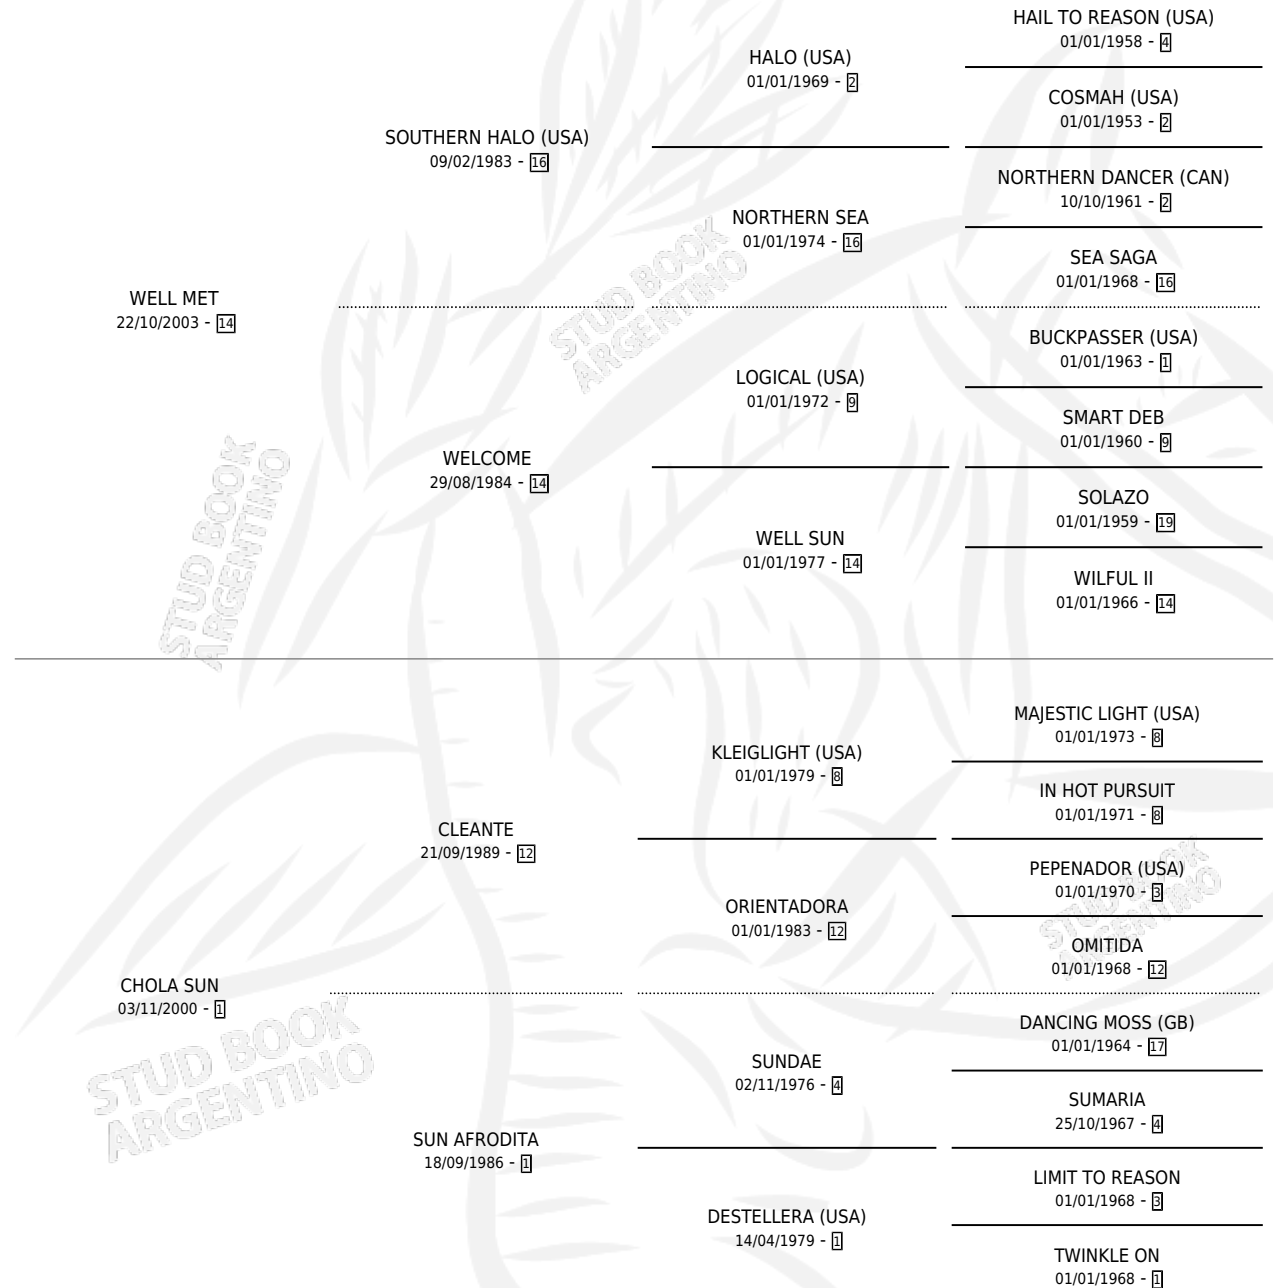 HAIL TO REASON (USA)
01/01/1958 - 4
HALO (USA)
01/01/1969 - 2
COSMAH (USA)
01/01/1953 - 2
SOUTHERN HALO (USA)
09/02/1983 - 16
NORTHERN DANCER (CAN)
10/10/1961 - 2
NORTHERN SEA
01/01/1974 - 16
SEA SAGA
01/01/1968 - 16
WELL MET
22/10/2003 - 14
STUD BOOK
ARGENTINO
BUCKPASSER (USA)
01/01/1963 - 1
LOGICAL (USA)
01/01/1972 - 9
SMART DEB
01/01/1960 - 9
WELCOME
29/08/1984 - 14
SOLAZO
01/01/1959 - 19
WELL SUN
01/01/1977 - 14
WILFUL II
01/01/1966 - 14
STUD BOOK
ARGENTINO
MAJESTIC LIGHT (USA)
01/01/1973 - 8
KLEIGLIGHT (USA)
01/01/1979 - 8
IN HOT PURSUIT
01/01/1971 - 8
CLEANTE
21/09/1989 - 12
PEPENADOR (USA)
01/01/1970 - 3
ORIENTADORA
01/01/1983 - 12
STUD BOOK
ARGENTINO
OMITIDA
01/01/1968 - 12
CHOLA SUN
03/11/2000 - 1
DANCING MOSS (GB)
01/01/1964 - 17
SUNDAE
02/11/1976 - 4
STUD BOOK
ARGENTINO
SUMARIA
25/10/1967 - 4
SUN AFRODITA
18/09/1986 - 1
LIMIT TO REASON
01/01/1968 - 3
DESTELLERA (USA)
14/04/1979 - 1
TWINKLE ON
01/01/1968 - 1